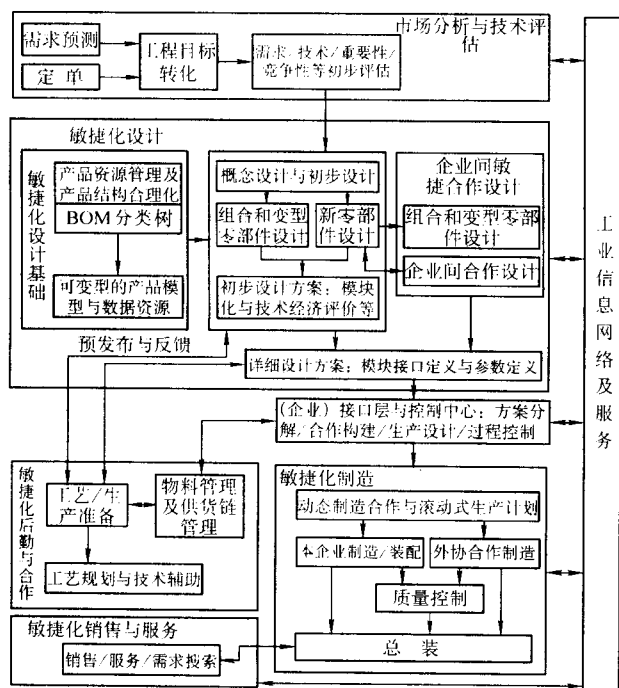 市场分析与技术评
估
需求预测
定 单
工程目标
转化
需求/技术/重要性/
竞争性等初步评估
敏捷化设计
敏捷化设计基础
产品资源管理及
产品结构合理化
BOM 分类树
可变型的产品模
型与数据资源
概念设计与初步设计
组合和变型
零部件设计
新零部
件设计
初步设计方案：模块
化与技术经济评价等
企业间敏
捷合作设计
组合和变型零部
件设计
企业间合作设计
预发布与反馈
详细设计方案：模块接口定义与参数定义
(企业) 接口层与控制中心：方案分
解/合作构建/生产设计/过程控制
敏捷化后勤与合作
工艺/生
产准备
物料管理
及供货链
管理
工艺规划与技术辅助
敏捷化制造
动态制造合作与滚动式生产计划
本企业制造/装配
外协合作制造
质量控制
总 装
敏捷化销售与服务
销售/服务/需求搜索
工业信息网络及服务